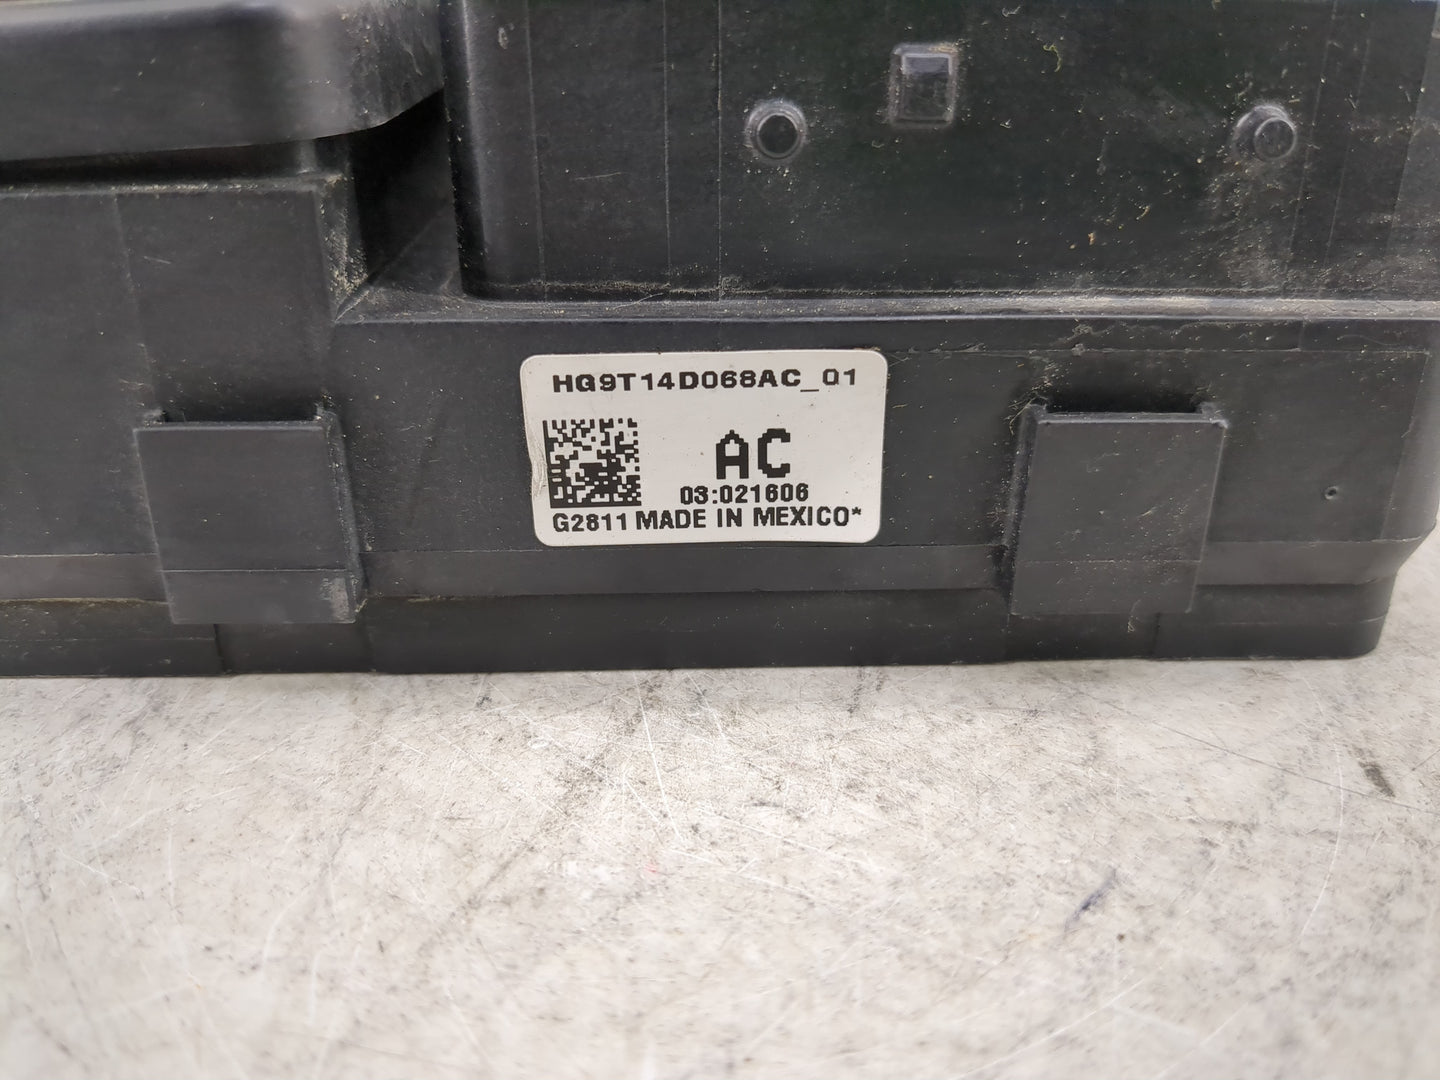 HG9T14D068AC_01
AC
03:021606
G2811 MADE IN MEXICO*